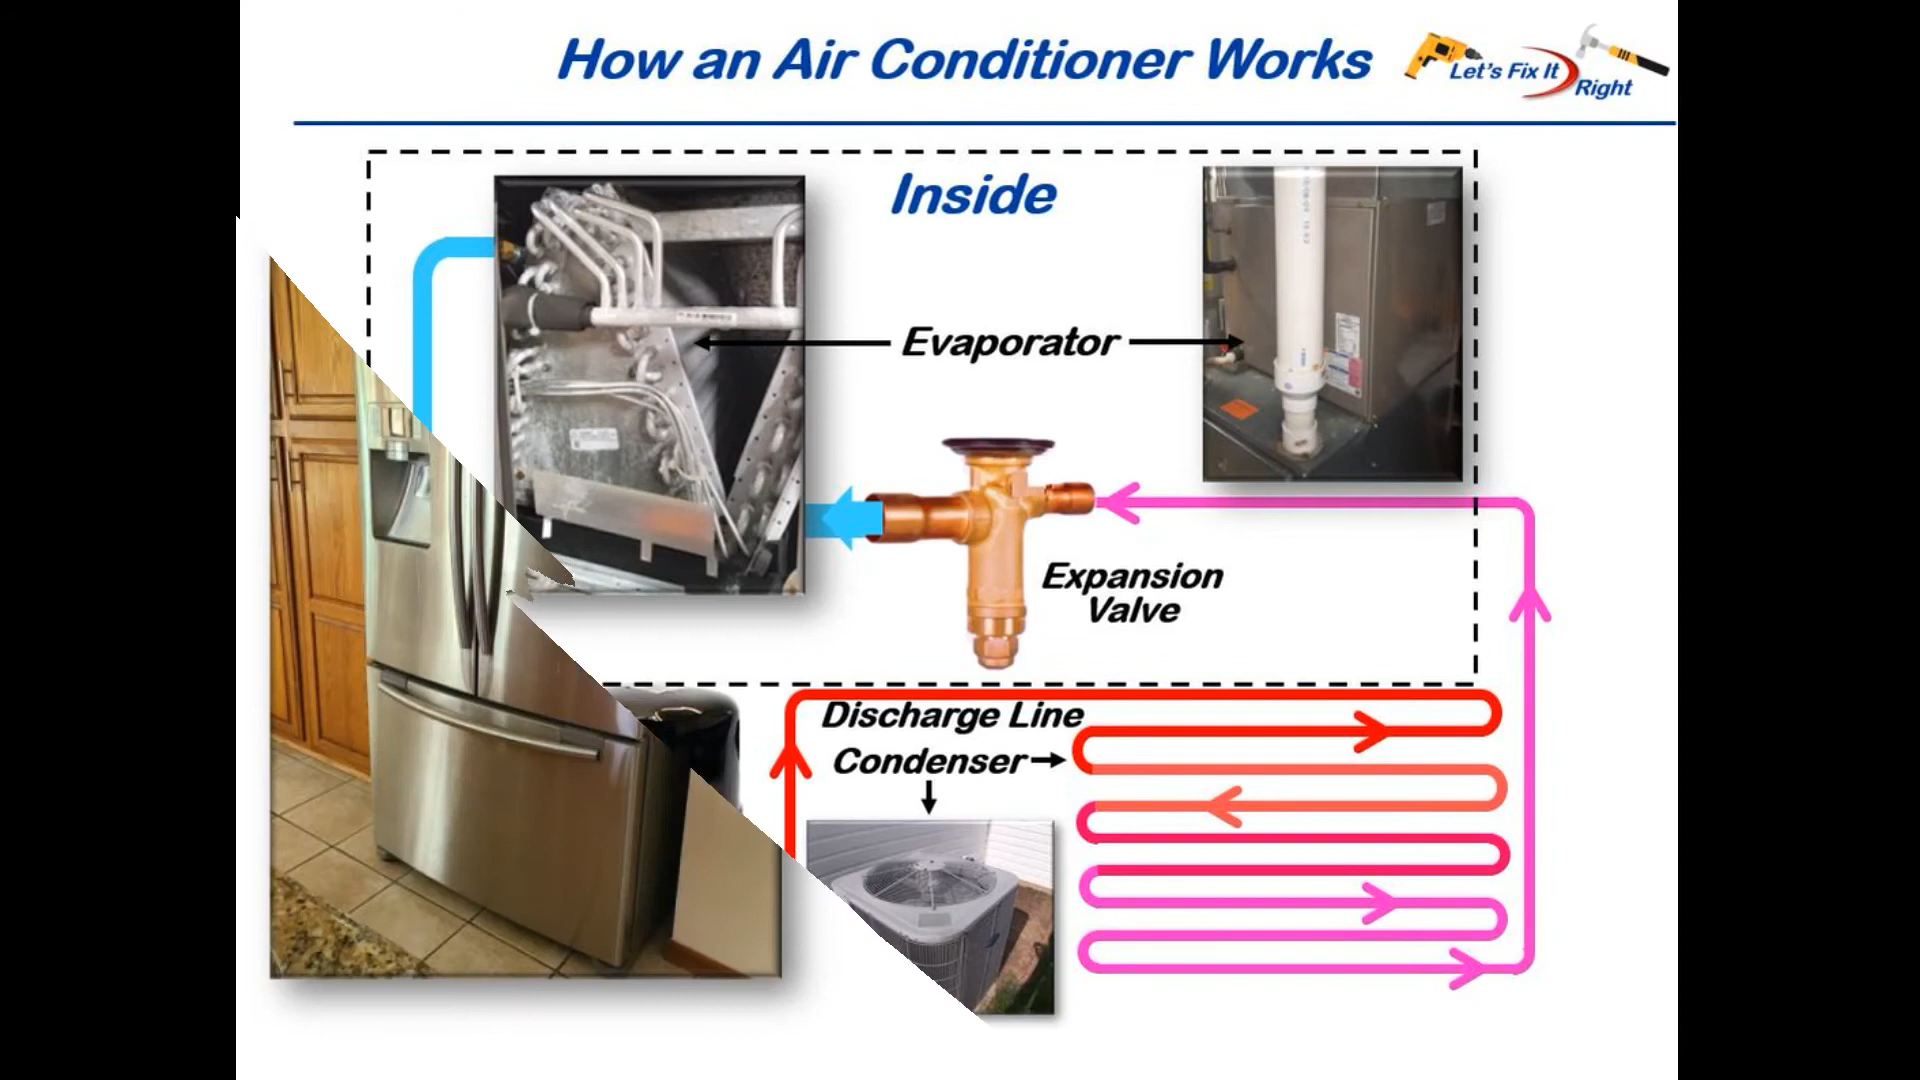 How an Air Conditioner Works
Let's Fix It
Right
Inside
Evaporator
Expansion
Valve
Discharge Line
Condenser